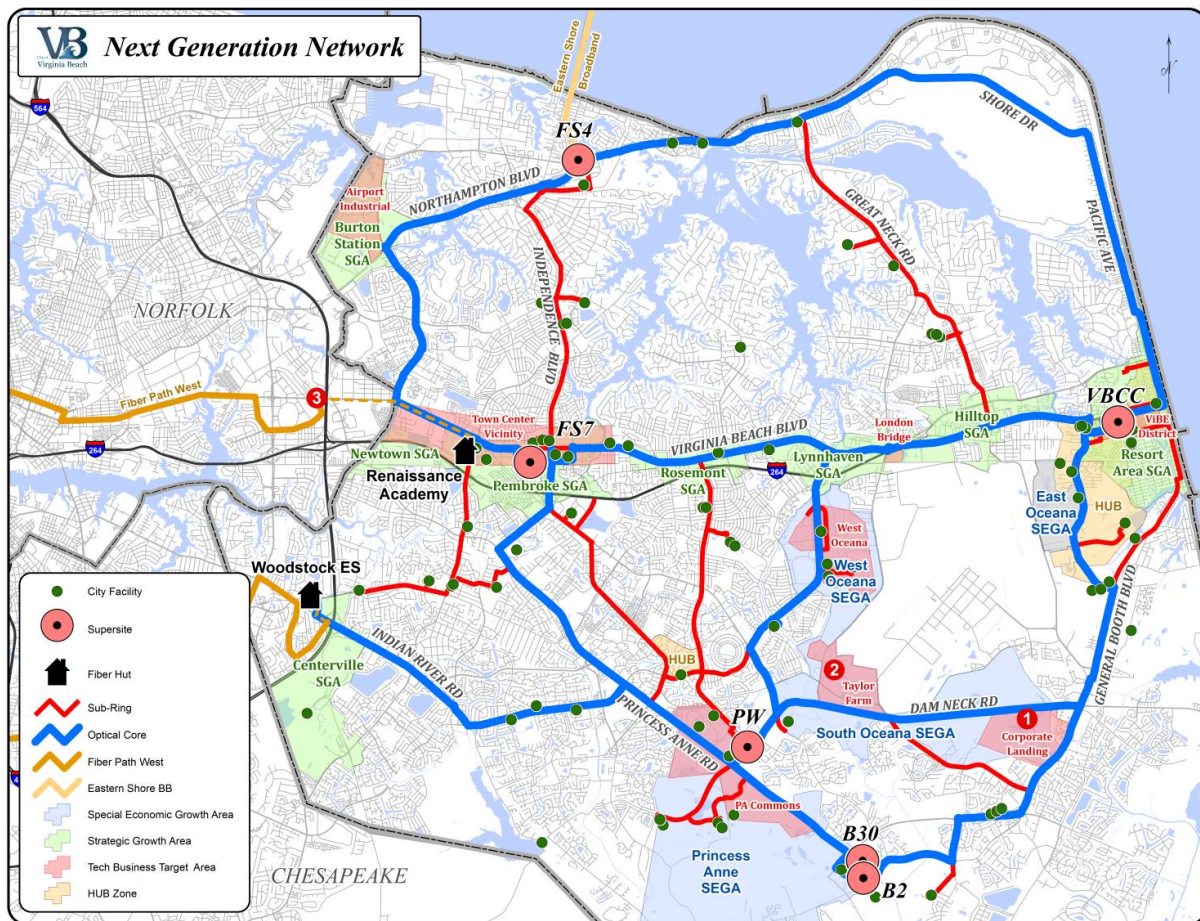 VB
City of
Virginia Beach
Next Generation Network
Eastern Shore
Broadband
564
FS4
SHORE DR
NORTHAMPTON BLVD
Airport
Industrial
Burton
Station
SGA
GREAT NECK RD
PACIFIC AVE
INDEPENDENCE BLVD
NORFOLK
Fiber Path West
3
VBCC
Town Center
Vicinity
FS7
Hilltop
SGA
ViBE
District
London
Bridge
VIRGINIA BEACH BLVD
264
Newtown SGA
Renaissance
Academy
Pembroke SGA
Rosemont
SGA
264
Lynnhaven
SGA
Resort
Area SGA
East
Oceana
SEGA
HUB
West
Oceana
West
Oceana
SEGA
Woodstock ES
GENERAL BOOTH BLVD
INDIAN RIVER RD
Centerville
SGA
HUB
2
Taylor
Farm
PRINCESS ANNE RD
PW
DAM NECK RD
South Oceana SEGA
1
Corporate
Landing
PA Commons
B30
B2
Princess
Anne
SEGA
CHESAPEAKE
City Facility
Supersite
Fiber Hut
Sub-Ring
Optical Core
Fiber Path West
Eastern Shore BB
Special Economic Growth Area
Strategic Growth Area
Tech Business Target Area
HUB Zone